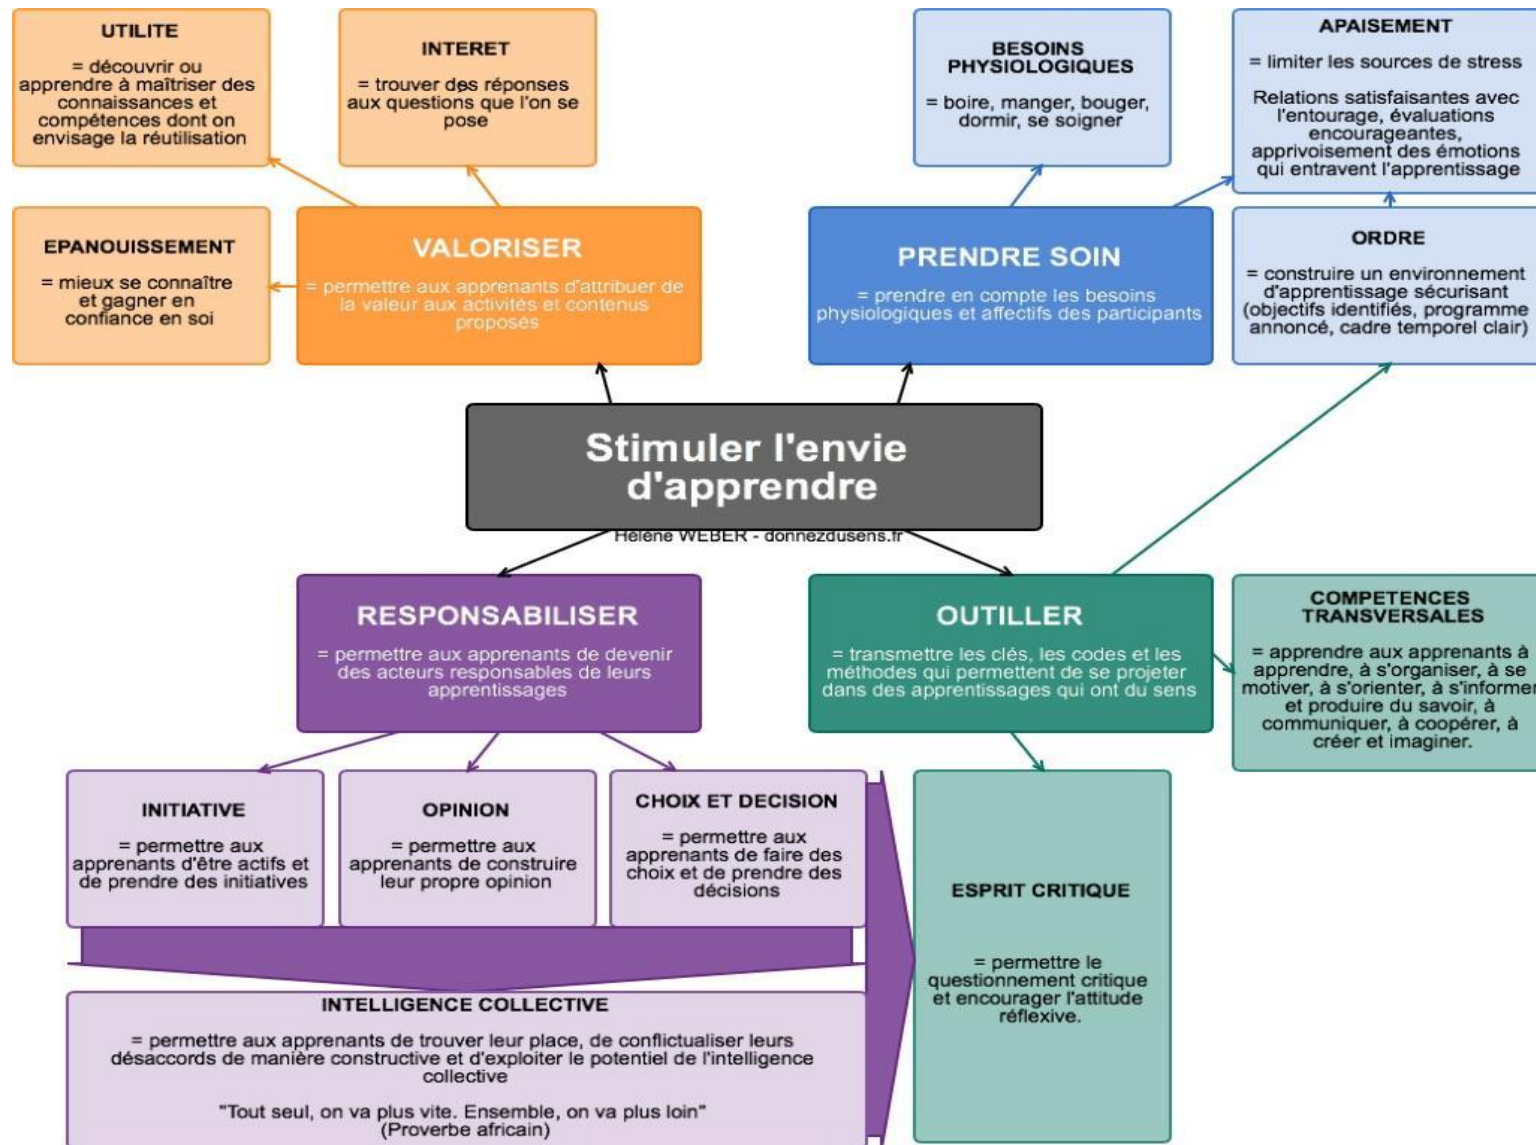 UTILITE
= découvrir ou
apprendre à maîtriser des
connaissances et
compétences dont on
envisage la réutilisation
INTERET
= trouver des réponses
aux questions que l'on se
pose
BESOINS
PHYSIOLOGIQUES
= boire, manger, bouger,
dormir, se soigner
APAISEMENT
= limiter les sources de stress
Relations satisfaisantes avec
l'entourage, évaluations
encourageantes,
apprivoisement des émotions
qui entravent l'apprentissage
EPANOUISSEMENT
= mieux se connaître
et gagner en
confiance en soi
VALORISER
= permettre aux apprenants d'attribuer de
la valeur aux activités et contenus
proposés
PRENDRE SOIN
= prendre en compte les besoins
physiologiques et affectifs des participants
ORDRE
= construire un environnement
d'apprentissage sécurisant
(objectifs identifiés, programme
annoncé, cadre temporel clair)
Stimuler l'envie
d'apprendre
Hélène WEBER - donnezdusens.fr
RESPONSABILISER
= permettre aux apprenants de devenir
des acteurs responsables de leurs
apprentissages
OUTILLER
= transmettre les clés, les codes et les
méthodes qui permettent de se projeter
dans des apprentissages qui ont du sens
COMPETENCES
TRANSVERSALES
= apprendre aux apprenants à
apprendre, à s'organiser, à se
motiver, à s'orienter, à s'informer
et produire du savoir, à
communiquer, à coopérer, à
créer et imaginer.
INITIATIVE
= permettre aux
apprenants d'être actifs et
de prendre des initiatives
OPINION
= permettre aux
apprenants de construire
leur propre opinion
CHOIX ET DECISION
= permettre aux
apprenants de faire des
choix et de prendre des
décisions
ESPRIT CRITIQUE
= permettre le
questionnement critique
et encourager l'attitude
réflexive.
INTELLIGENCE COLLECTIVE
= permettre aux apprenants de trouver leur place, de conflictualiser leurs
désaccords de manière constructive et d'exploiter le potentiel de l'intelligence
collective
"Tout seul, on va plus vite. Ensemble, on va plus loin"
(Proverbe africain)